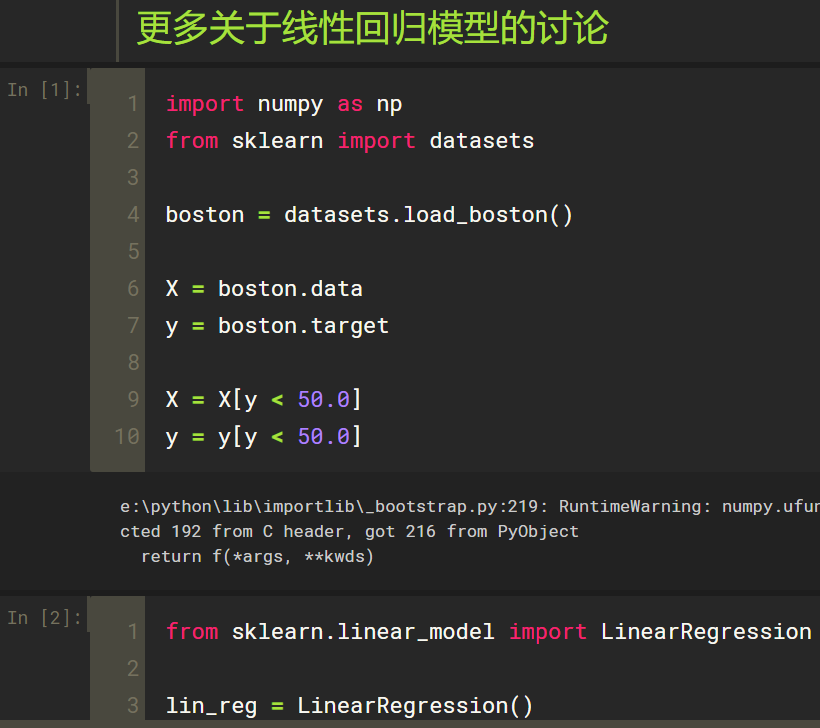 更多关于线性回归模型的讨论
In [1]:
1 import numpy as np
2 from sklearn import datasets
3
4 boston = datasets.load_boston()
5
6 X = boston.data
7 y = boston.target
8
9 X = X[y < 50.0]
10 y = y[y < 50.0]
e:\python\lib\importlib\_bootstrap.py:219: RuntimeWarning: numpy.ufun
cted 192 from C header, got 216 from PyObject
return f(*args, **kwds)
In [2]:
1 from sklearn.linear_model import LinearRegression
2
3 lin_reg = LinearRegression()